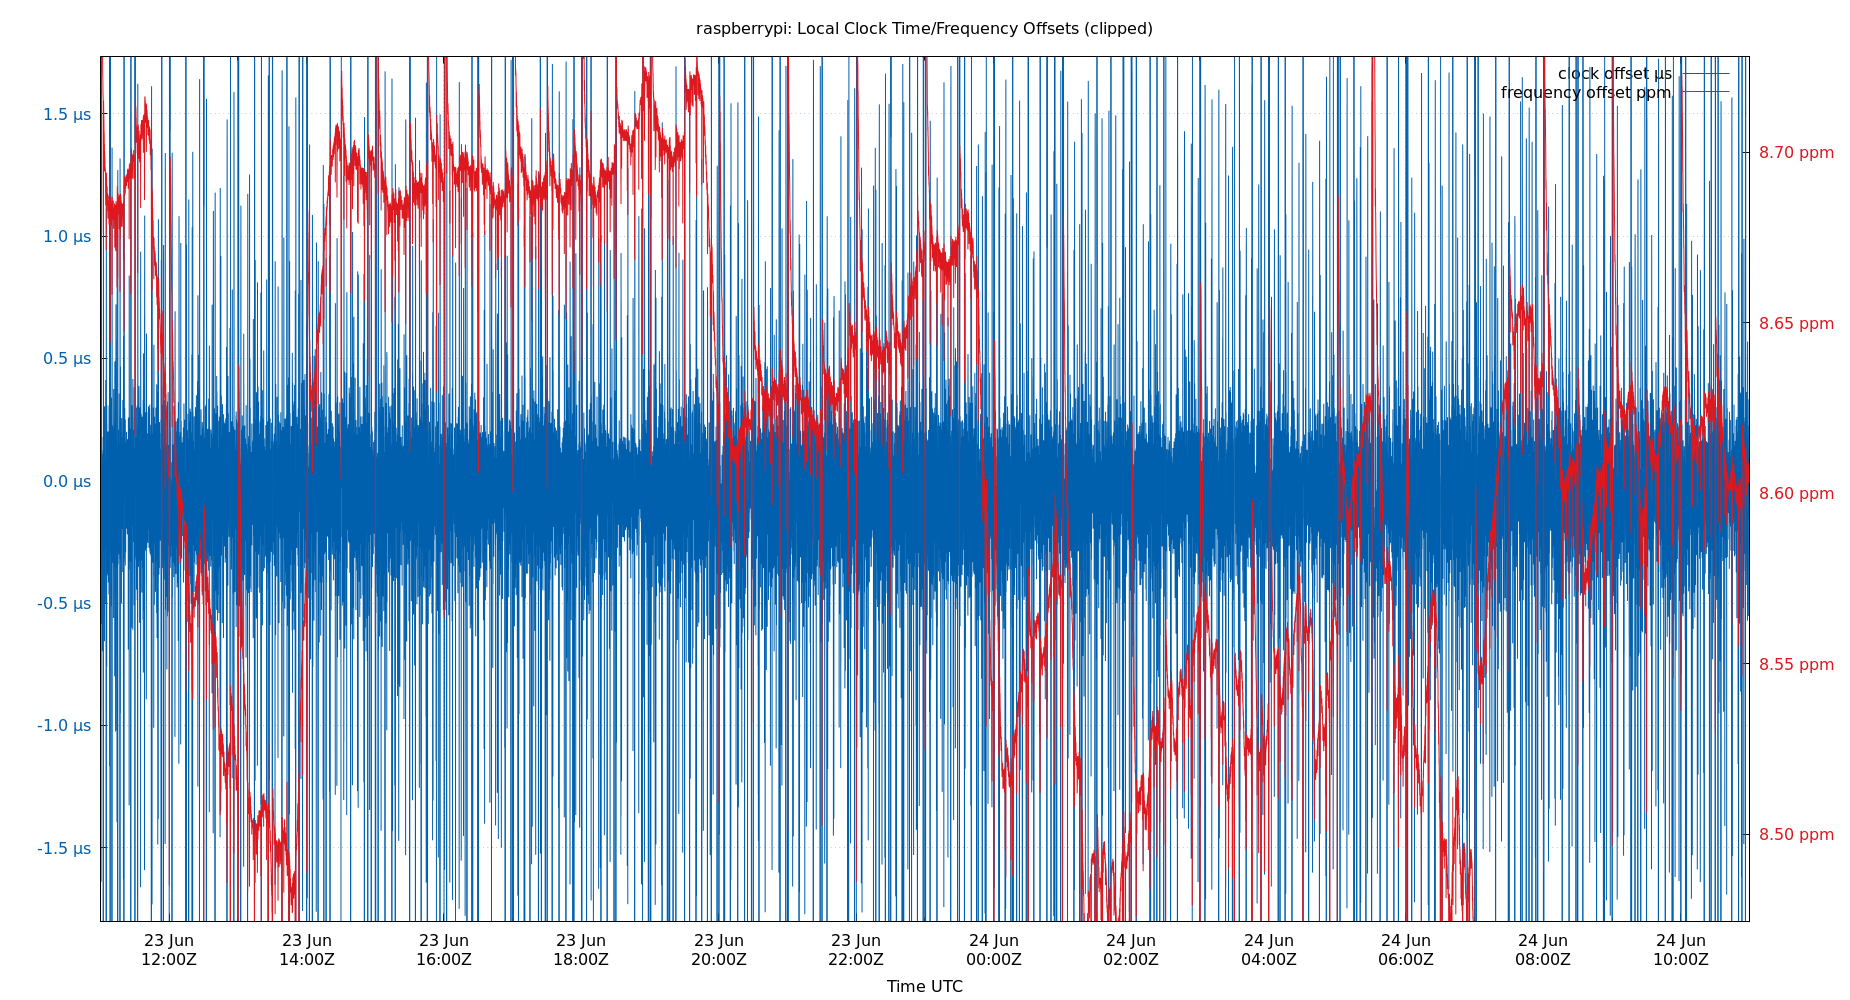 raspberrypi: Local Clock Time/Frequency Offsets (clipped)
clock offset µs
frequency offset ppm
1.5 µs
1.0 µs
0.5 µs
0.0 µs
-0.5 µs
-1.0 µs
-1.5 µs
8.70 ppm
8.65 ppm
8.60 ppm
8.55 ppm
8.50 ppm
23 Jun
12:00Z
23 Jun
14:00Z
23 Jun
16:00Z
23 Jun
18:00Z
23 Jun
20:00Z
23 Jun
22:00Z
24 Jun
00:00Z
24 Jun
02:00Z
24 Jun
04:00Z
24 Jun
06:00Z
24 Jun
08:00Z
24 Jun
10:00Z
Time UTC